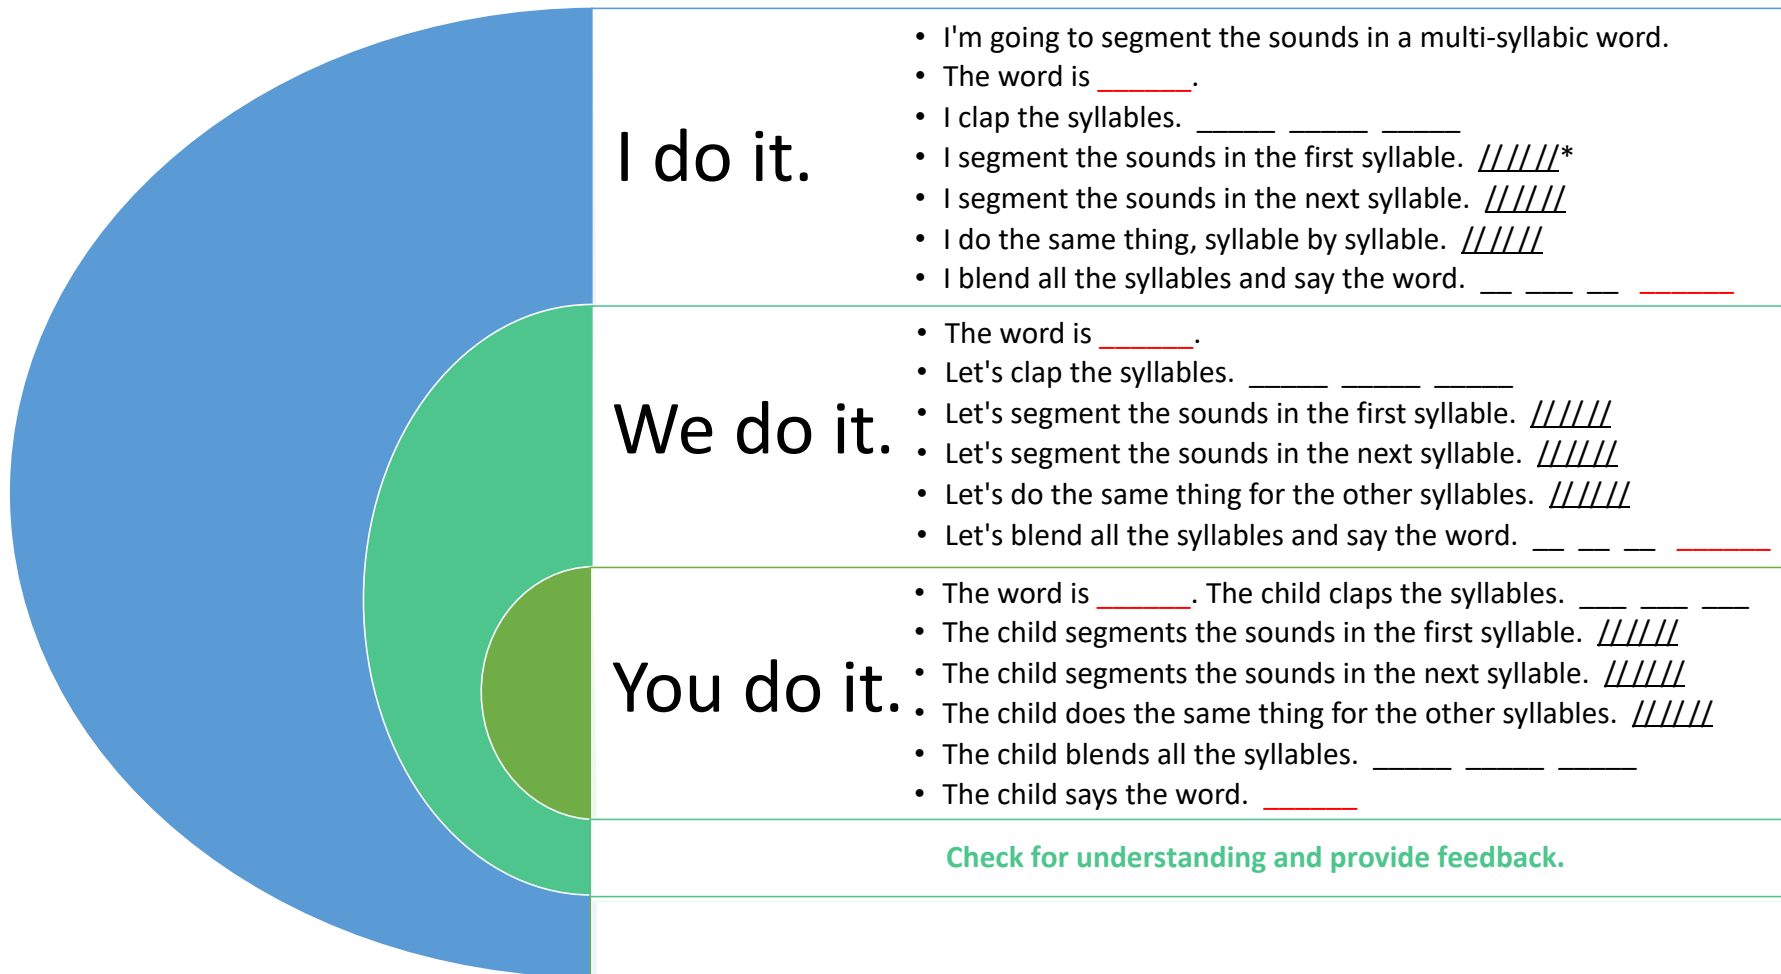 I do it.
• I'm going to segment the sounds in a multi-syllabic word.
• The word is ______.
• I clap the syllables. _____ _____ _____
• I segment the sounds in the first syllable. //////*
• I segment the sounds in the next syllable. //////
• I do the same thing, syllable by syllable. //////
• I blend all the syllables and say the word. __ ___ __ ______
We do it.
• The word is ______.
• Let's clap the syllables. _____ _____ _____
• Let's segment the sounds in the first syllable. //////
• Let's segment the sounds in the next syllable. //////
• Let's do the same thing for the other syllables. //////
• Let's blend all the syllables and say the word. __ __ __ ______
You do it.
• The word is ______. The child claps the syllables. ___ ___ ___
• The child segments the sounds in the first syllable. //////
• The child segments the sounds in the next syllable. //////
• The child does the same thing for the other syllables. //////
• The child blends all the syllables. _____ _____ _____
• The child says the word. ______
Check for understanding and provide feedback.